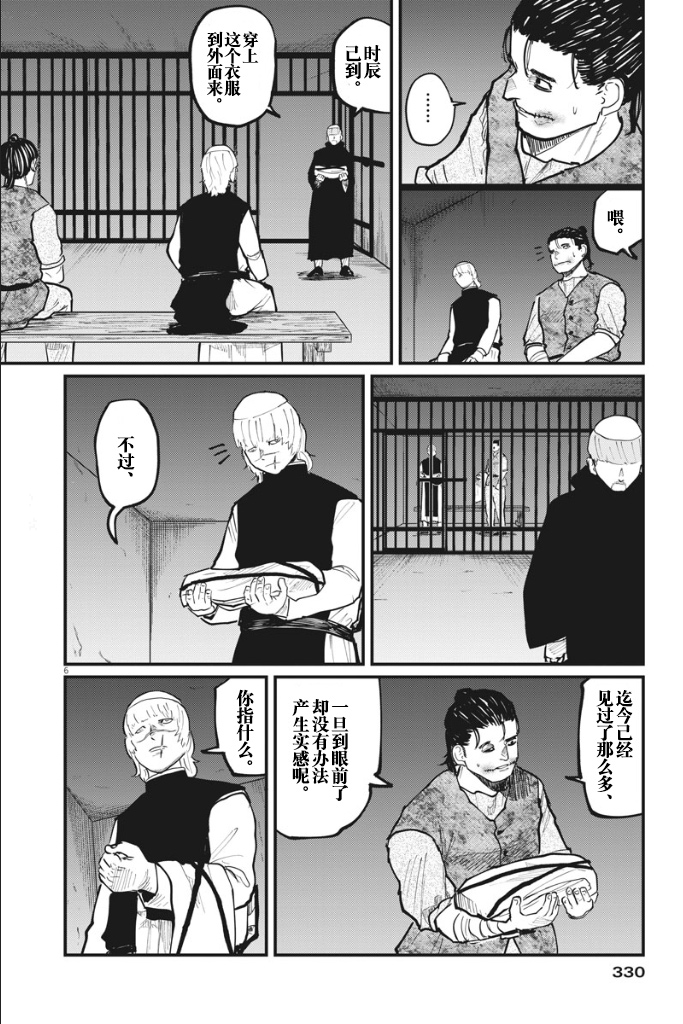 ……
喂。
时辰
已到。
穿上
这个衣服
到外面来。
不过、
迄今已经
见过了那么多、
一旦到眼前了
却没有办法
产生实感呢。
你指什么。
6
330